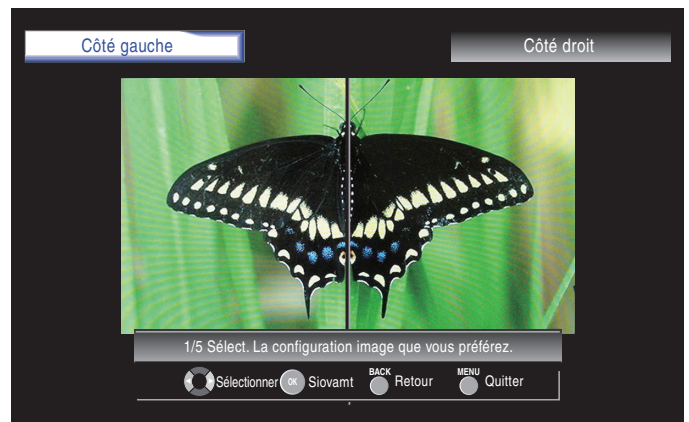 Côté gauche
Côté droit
1/5 Sélect. La configuration image que vous préférez.
Sélectionner OK Siovamt BACK Retour MENU Quitter